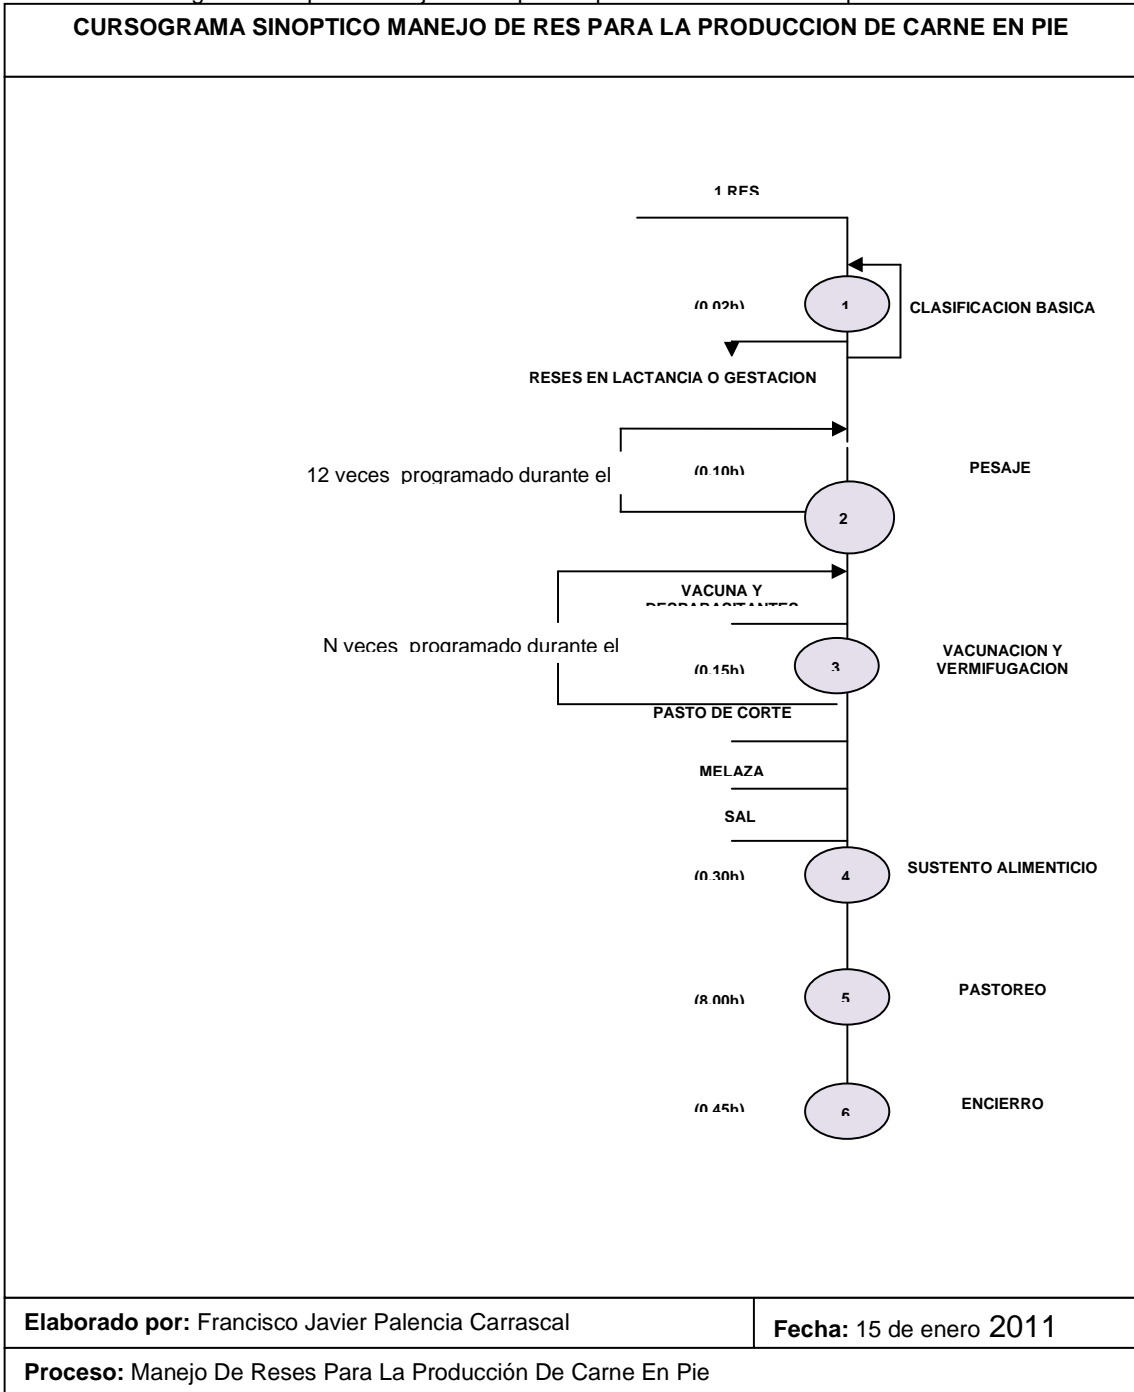 CURSOGRAMA SINOPTICO MANEJO DE RES PARA LA PRODUCCION DE CARNE EN PIE
1 RES
(0.02h)
1
CLASIFICACION BASICA
RESES EN LACTANCIA O GESTACION
12 veces programado durante el
(0.10h)
PESAJE
2
VACUNA Y
DESPARASITANTES
N veces programado durante el
(0.15h)
3
VACUNACION Y
VERMIFUGACION
PASTO DE CORTE
MELAZA
SAL
(0.30h)
4
SUSTENTO ALIMENTICIO
(8.00h)
5
PASTOREO
(0.45h)
6
ENCIERRO
Elaborado por: Francisco Javier Palencia Carrascal
Fecha: 15 de enero 2011
Proceso: Manejo De Reses Para La Producción De Carne En Pie